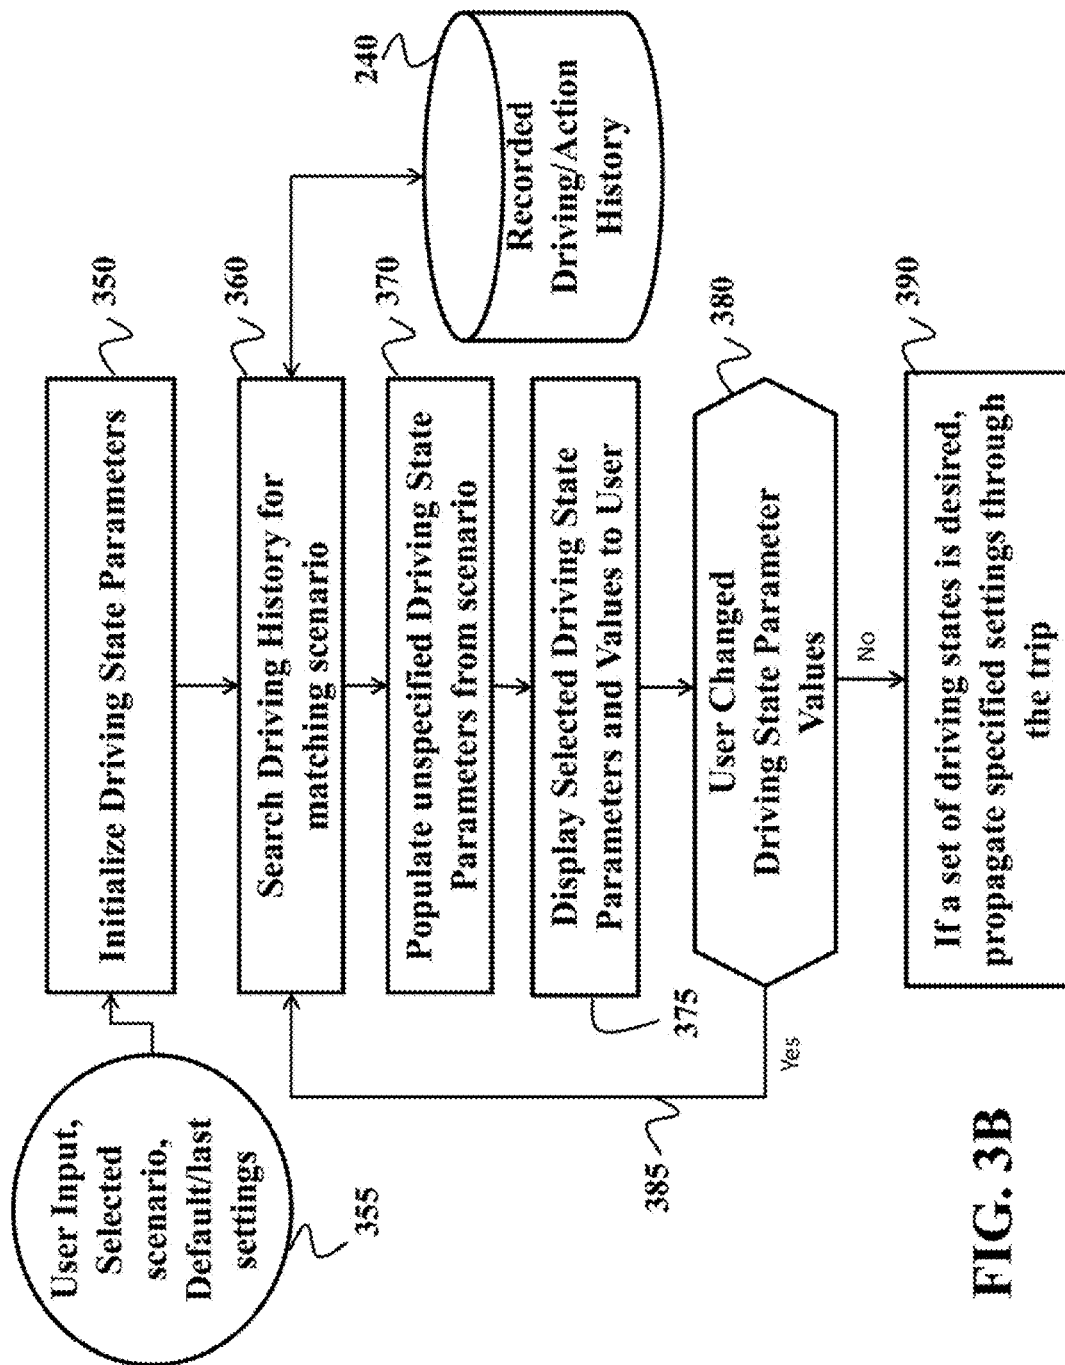 User Input,
Selected
scenario,
Default/last
settings
355
Initialize Driving State Parameters
350
Search Driving History for
matching scenario
360
240
Recorded
Driving/Action
History
Populate unspecified Driving State
Parameters from scenario
370
Display Selected Driving State
Parameters and Values to User
375
User Changed
Driving State Parameter
Values
380
Yes
385
No
If a set of driving states is desired,
propagate specified settings through
the trip
390
FIG. 3B